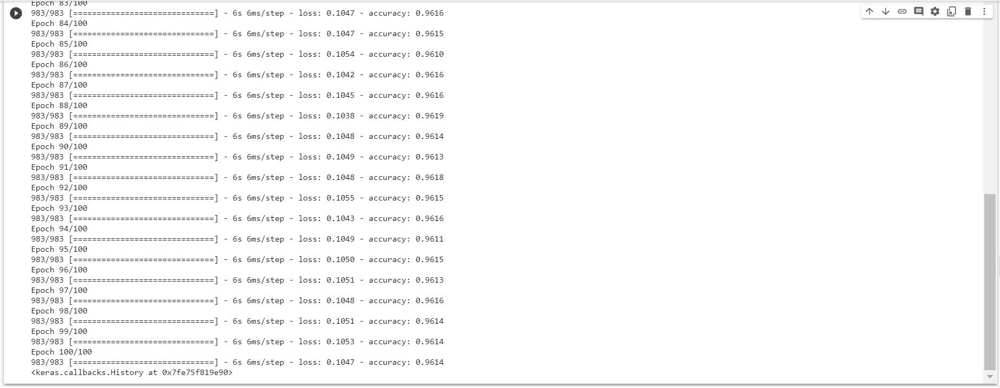 Epoch 83/100
983/983 [==============================] - 6s 6ms/step - loss: 0.1047 - accuracy: 0.9616
Epoch 84/100
983/983 [==============================] - 6s 6ms/step - loss: 0.1047 - accuracy: 0.9615
Epoch 85/100
983/983 [==============================] - 6s 6ms/step - loss: 0.1054 - accuracy: 0.9610
Epoch 86/100
983/983 [==============================] - 6s 6ms/step - loss: 0.1042 - accuracy: 0.9616
Epoch 87/100
983/983 [==============================] - 6s 6ms/step - loss: 0.1045 - accuracy: 0.9616
Epoch 88/100
983/983 [==============================] - 6s 6ms/step - loss: 0.1038 - accuracy: 0.9619
Epoch 89/100
983/983 [==============================] - 6s 6ms/step - loss: 0.1048 - accuracy: 0.9614
Epoch 90/100
983/983 [==============================] - 6s 6ms/step - loss: 0.1049 - accuracy: 0.9613
Epoch 91/100
983/983 [==============================] - 6s 6ms/step - loss: 0.1048 - accuracy: 0.9618
Epoch 92/100
983/983 [==============================] - 6s 6ms/step - loss: 0.1055 - accuracy: 0.9615
Epoch 93/100
983/983 [==============================] - 6s 6ms/step - loss: 0.1043 - accuracy: 0.9616
Epoch 94/100
983/983 [==============================] - 6s 6ms/step - loss: 0.1049 - accuracy: 0.9611
Epoch 95/100
983/983 [==============================] - 6s 6ms/step - loss: 0.1050 - accuracy: 0.9615
Epoch 96/100
983/983 [==============================] - 6s 6ms/step - loss: 0.1051 - accuracy: 0.9613
Epoch 97/100
983/983 [==============================] - 6s 6ms/step - loss: 0.1048 - accuracy: 0.9616
Epoch 98/100
983/983 [==============================] - 6s 6ms/step - loss: 0.1051 - accuracy: 0.9614
Epoch 99/100
983/983 [==============================] - 6s 6ms/step - loss: 0.1053 - accuracy: 0.9614
Epoch 100/100
983/983 [==============================] - 6s 6ms/step - loss: 0.1047 - accuracy: 0.9614
<keras.callbacks.History at 0x7fe75f819e90>